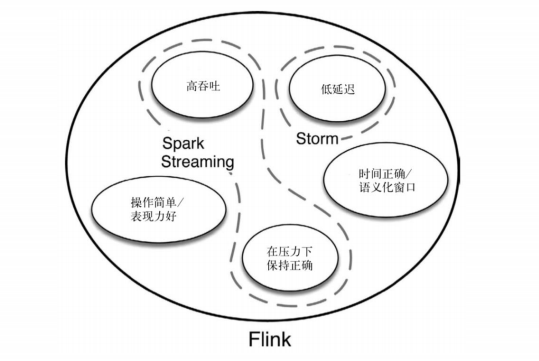 高吞吐
低延迟
Spark
Streaming
Storm
时间正确/
语义化窗口
操作简单/
表现力好
在压力下
保持正确
Flink